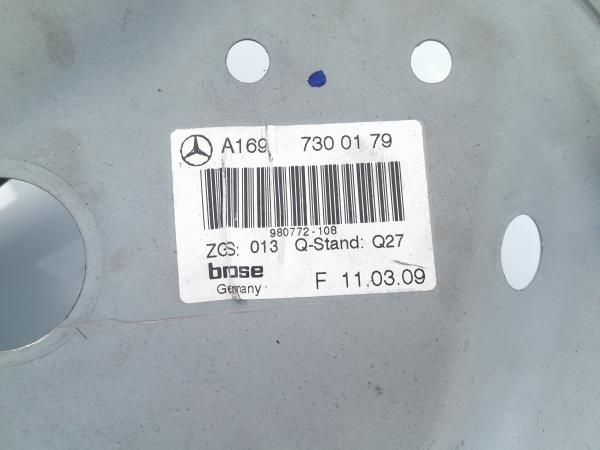 A169 730 01 79
980772-108
ZGS: 013 Q-Stand: Q27
brose
Germany F 11.03.09